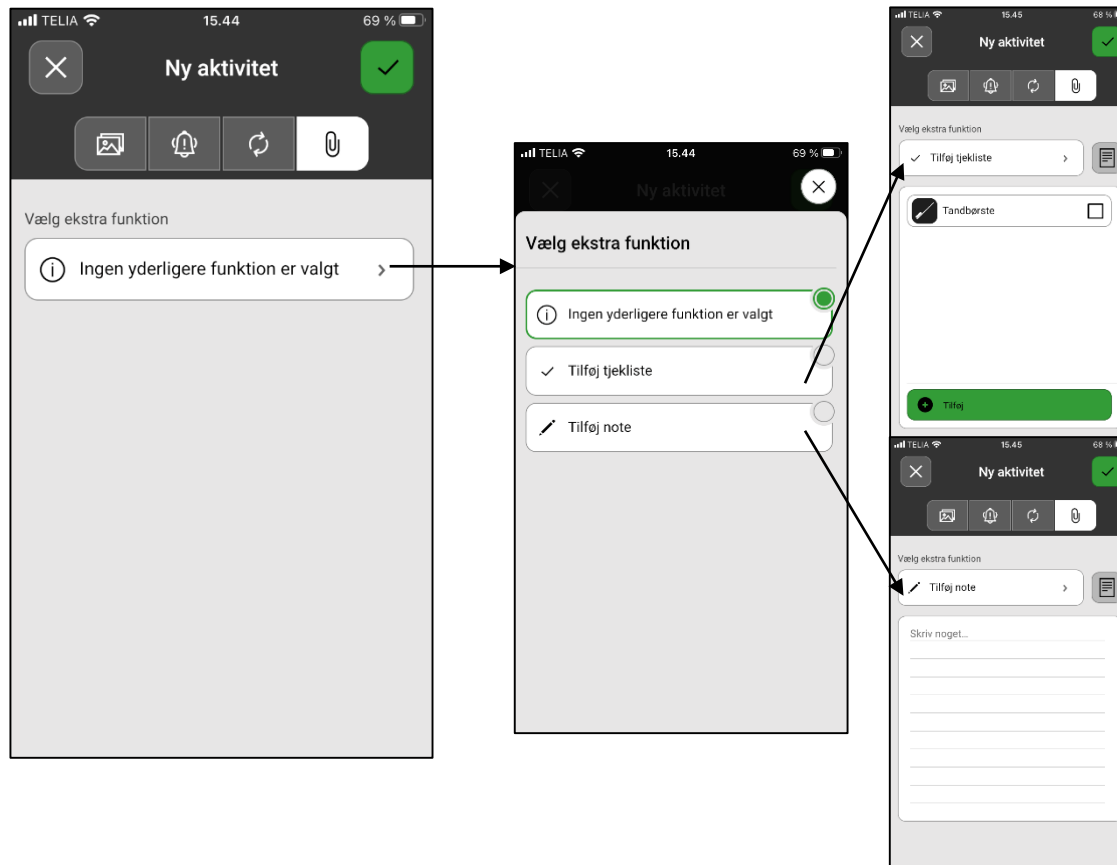 TELIA 15.44 69 %
Ny aktivitet
Vælg ekstra funktion
Ingen yderligere funktion er valgt
TELIA 15.44 69 %
Ny aktivitet
Vælg ekstra funktion
Ingen yderligere funktion er valgt
Tilføj tjekliste
Tilføj note
TELIA 15.45 68 %
Ny aktivitet
Vælg ekstra funktion
Tilføj tjekliste
Tandbørste
Tilføj
TELIA 15.45 68 %
Ny aktivitet
Vælg ekstra funktion
Tilføj note
Skriv noget...